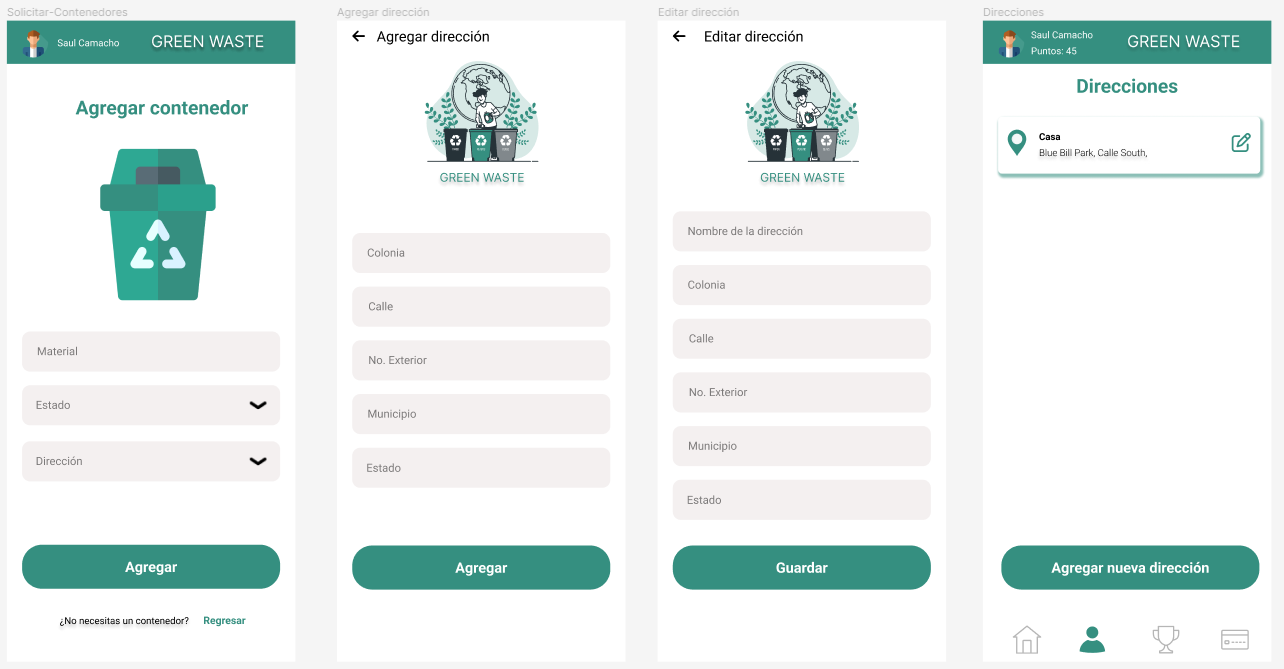 Solicitar-Contenedores
Saul Camacho
GREEN WASTE
Agregar contenedor
Material
Estado
Dirección
Agregar
¿No necesitas un contenedor? Regresar
Agregar dirección
Agregar dirección
GREEN WASTE
Colonia
Calle
No. Exterior
Municipio
Estado
Agregar
Editar dirección
Editar dirección
GREEN WASTE
Nombre de la dirección
Colonia
Calle
No. Exterior
Municipio
Estado
Guardar
Direcciones
Saul Camacho
Puntos: 45
GREEN WASTE
Direcciones
Casa
Blue Bill Park, Calle South,
Agregar nueva dirección